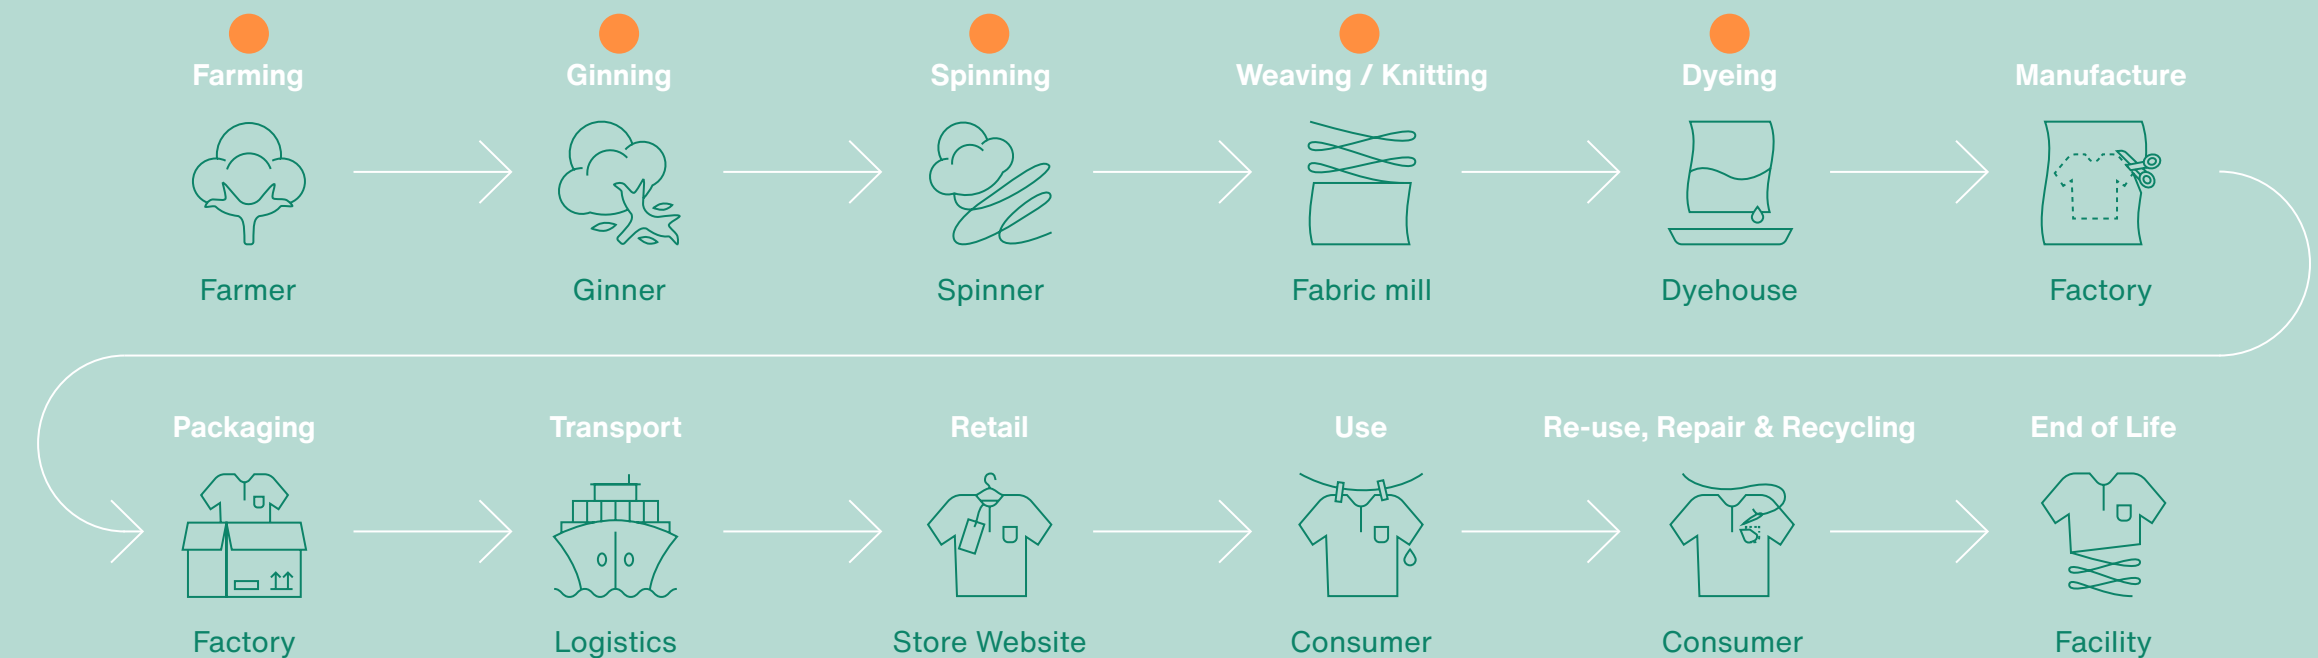 Farming
Ginning
Spinning
Weaving / Knitting
Dyeing
Manufacture
Farmer
Ginner
Spinner
Fabric mill
Dyehouse
Factory
Packaging
Transport
Retail
Use
Re-use, Repair & Recycling
End of Life
Factory
Logistics
Store Website
Consumer
Consumer
Facility